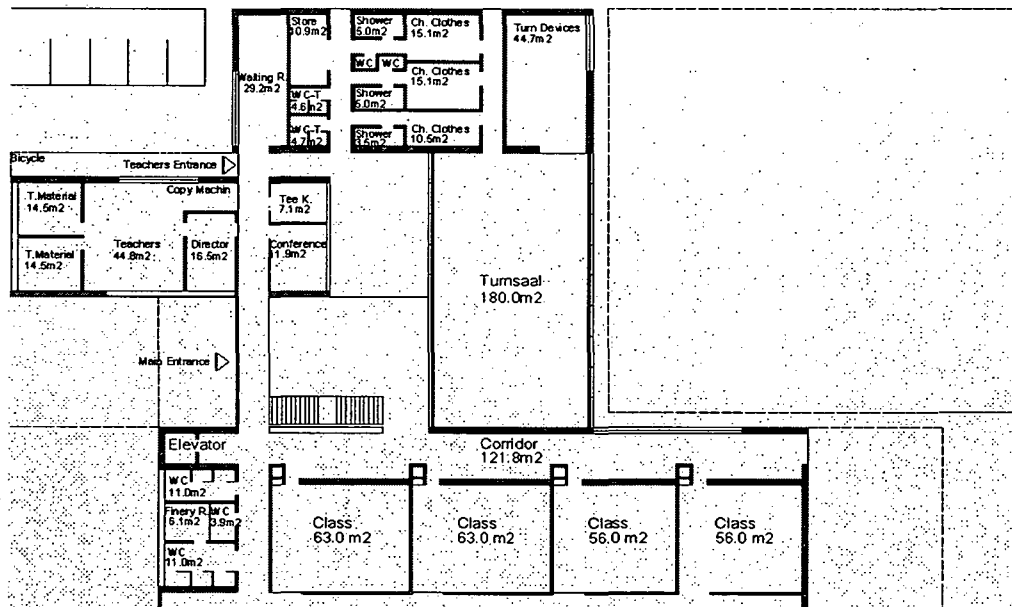 Store
10.9m2
Shower
5.0m2
Ch. Clothes
15.1m2
Turn Devices
44.7m2
WC
WC
Waiting R.
29.2m2
Ch. Clothes
15.1m2
WC-T
4.6m2
Shower
5.0m2
WC-T
4.7m2
Shower
3.5m2
Ch. Clothes
10.5m2
Bicycle
Teachers Entrance
Copy Machin
T.Material
14.5m2
Tee K.
7.1m2
Teachers
44.8m2
Director
16.5m2
Conference
11.9m2
T.Material
14.5m2
Turnsaal
180.0m2
Main Entrance
Elevator
Corridor
121.8m2
WC
11.0m2
Finery R.
6.1m2
WC
3.9m2
WC
11.0m2
Class
63.0 m2
Class
63.0 m2
Class
56.0 m2
Class
56.0 m2